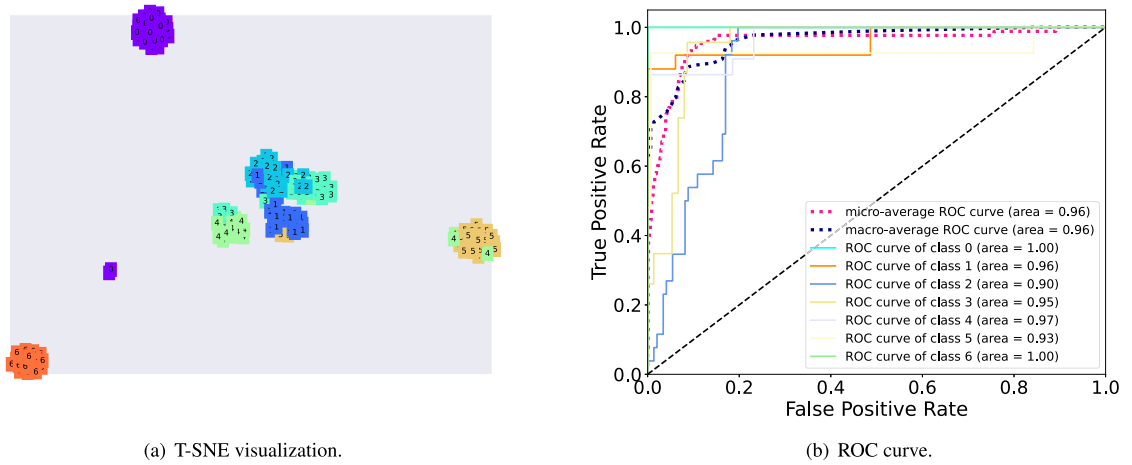 1.0
0.8
0.6
0.4
0.2
0.0
True Positive Rate
micro-average ROC curve (area = 0.96)
macro-average ROC curve (area = 0.96)
ROC curve of class 0 (area = 1.00)
ROC curve of class 1 (area = 0.96)
ROC curve of class 2 (area = 0.90)
ROC curve of class 3 (area = 0.95)
ROC curve of class 4 (area = 0.97)
ROC curve of class 5 (area = 0.93)
ROC curve of class 6 (area = 1.00)
0.0 0.2 0.4 0.6 0.8 1.0
False Positive Rate
(a) T-SNE visualization.
(b) ROC curve.